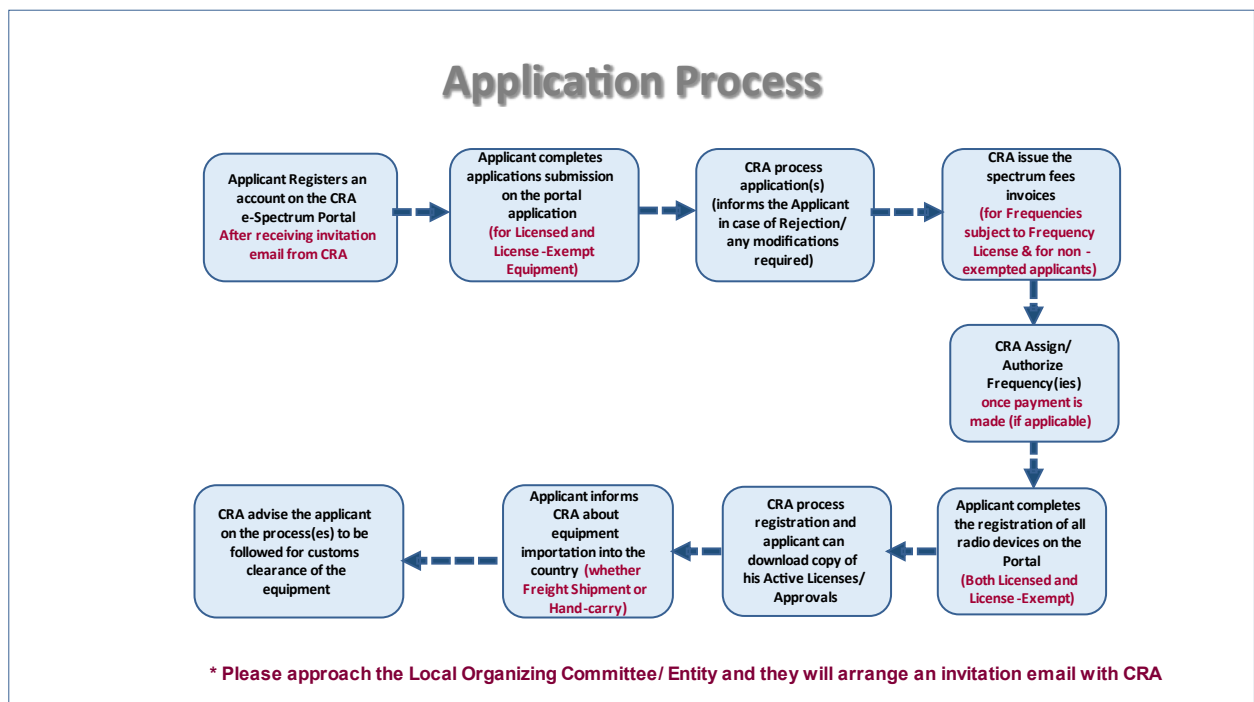 Application Process
Applicant Registers an
account on the CRA
e-Spectrum Portal
After receiving invitation
email from CRA
Applicant completes
applications submission
on the portal
application
(for Licensed and
License -Exempt
Equipment)
CRA process
application(s)
(informs the Applicant
in case of Rejection/
any modifications
required)
CRA issue the
spectrum fees
invoices
(for Frequencies
subject to Frequency
License & for non -
exempted applicants)
CRA Assign/
Authorize
Frequency(ies)
once payment is
made (if applicable)
Applicant completes
the registration of all
radio devices on the
Portal
(Both Licensed and
License -Exempt)
CRA process
registration and
applicant can
download copy of
his Active Licenses/
Approvals
Applicant informs
CRA about
equipment
importation into the
country (whether
Freight Shipment or
Hand-carry)
CRA advise the applicant
on the process(es) to be
followed for customs
clearance of the
equipment
* Please approach the Local Organizing Committee/ Entity and they will arrange an invitation email with CRA